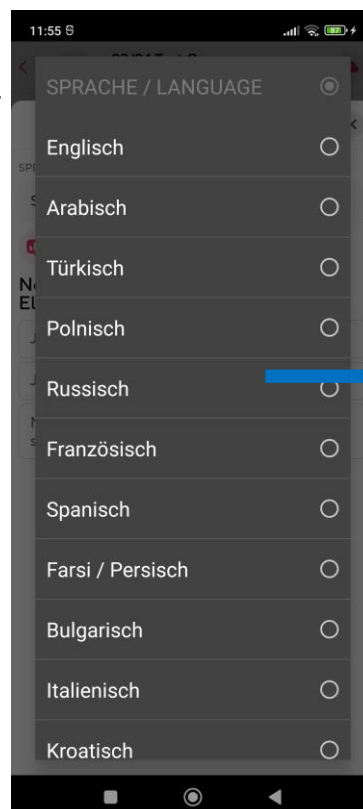 11:55
SPRACHE / LANGUAGE
Englisch
Arabisch
Türkisch
Polnisch
Russisch
Französisch
Spanisch
Farsi / Persisch
Bulgarisch
Italienisch
Kroatisch